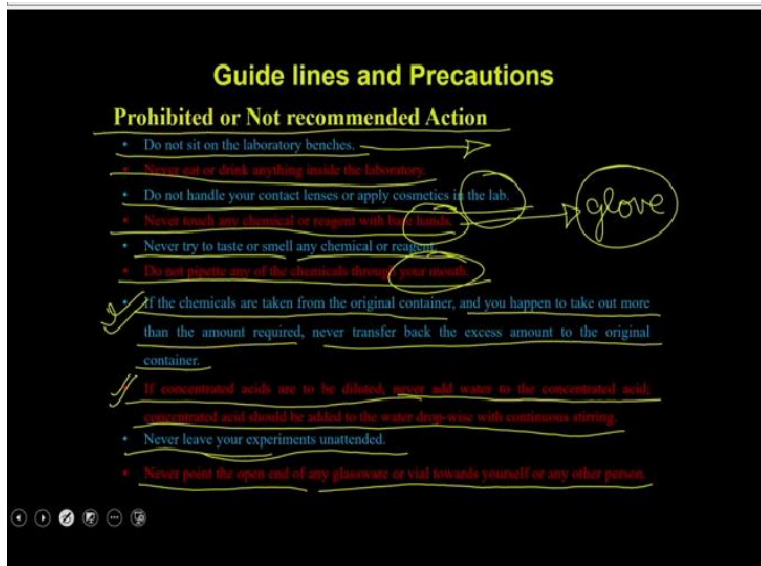 Guide lines and Precautions
Prohibited or Not recommended Action
• Do not sit on the laboratory benches.
• Never eat or drink anything inside the laboratory.
• Do not handle your contact lenses or apply cosmetics in the lab.
• Never touch any chemical or reagent with bare hands.
glove
• Never try to taste or smell any chemical or reagent.
• Do not pipette any of the chemicals through your mouth.
• If the chemicals are taken from the original container, and you happen to take out more
than the amount required, never transfer back the excess amount to the original
container.
• If concentrated acids are to be diluted, never add water to the concentrated acid;
concentrated acid should be added to the water drop-wise with continuous stirring.
• Never leave your experiments unattended.
• Never point the open end of any glassware or vial towards yourself or any other person.